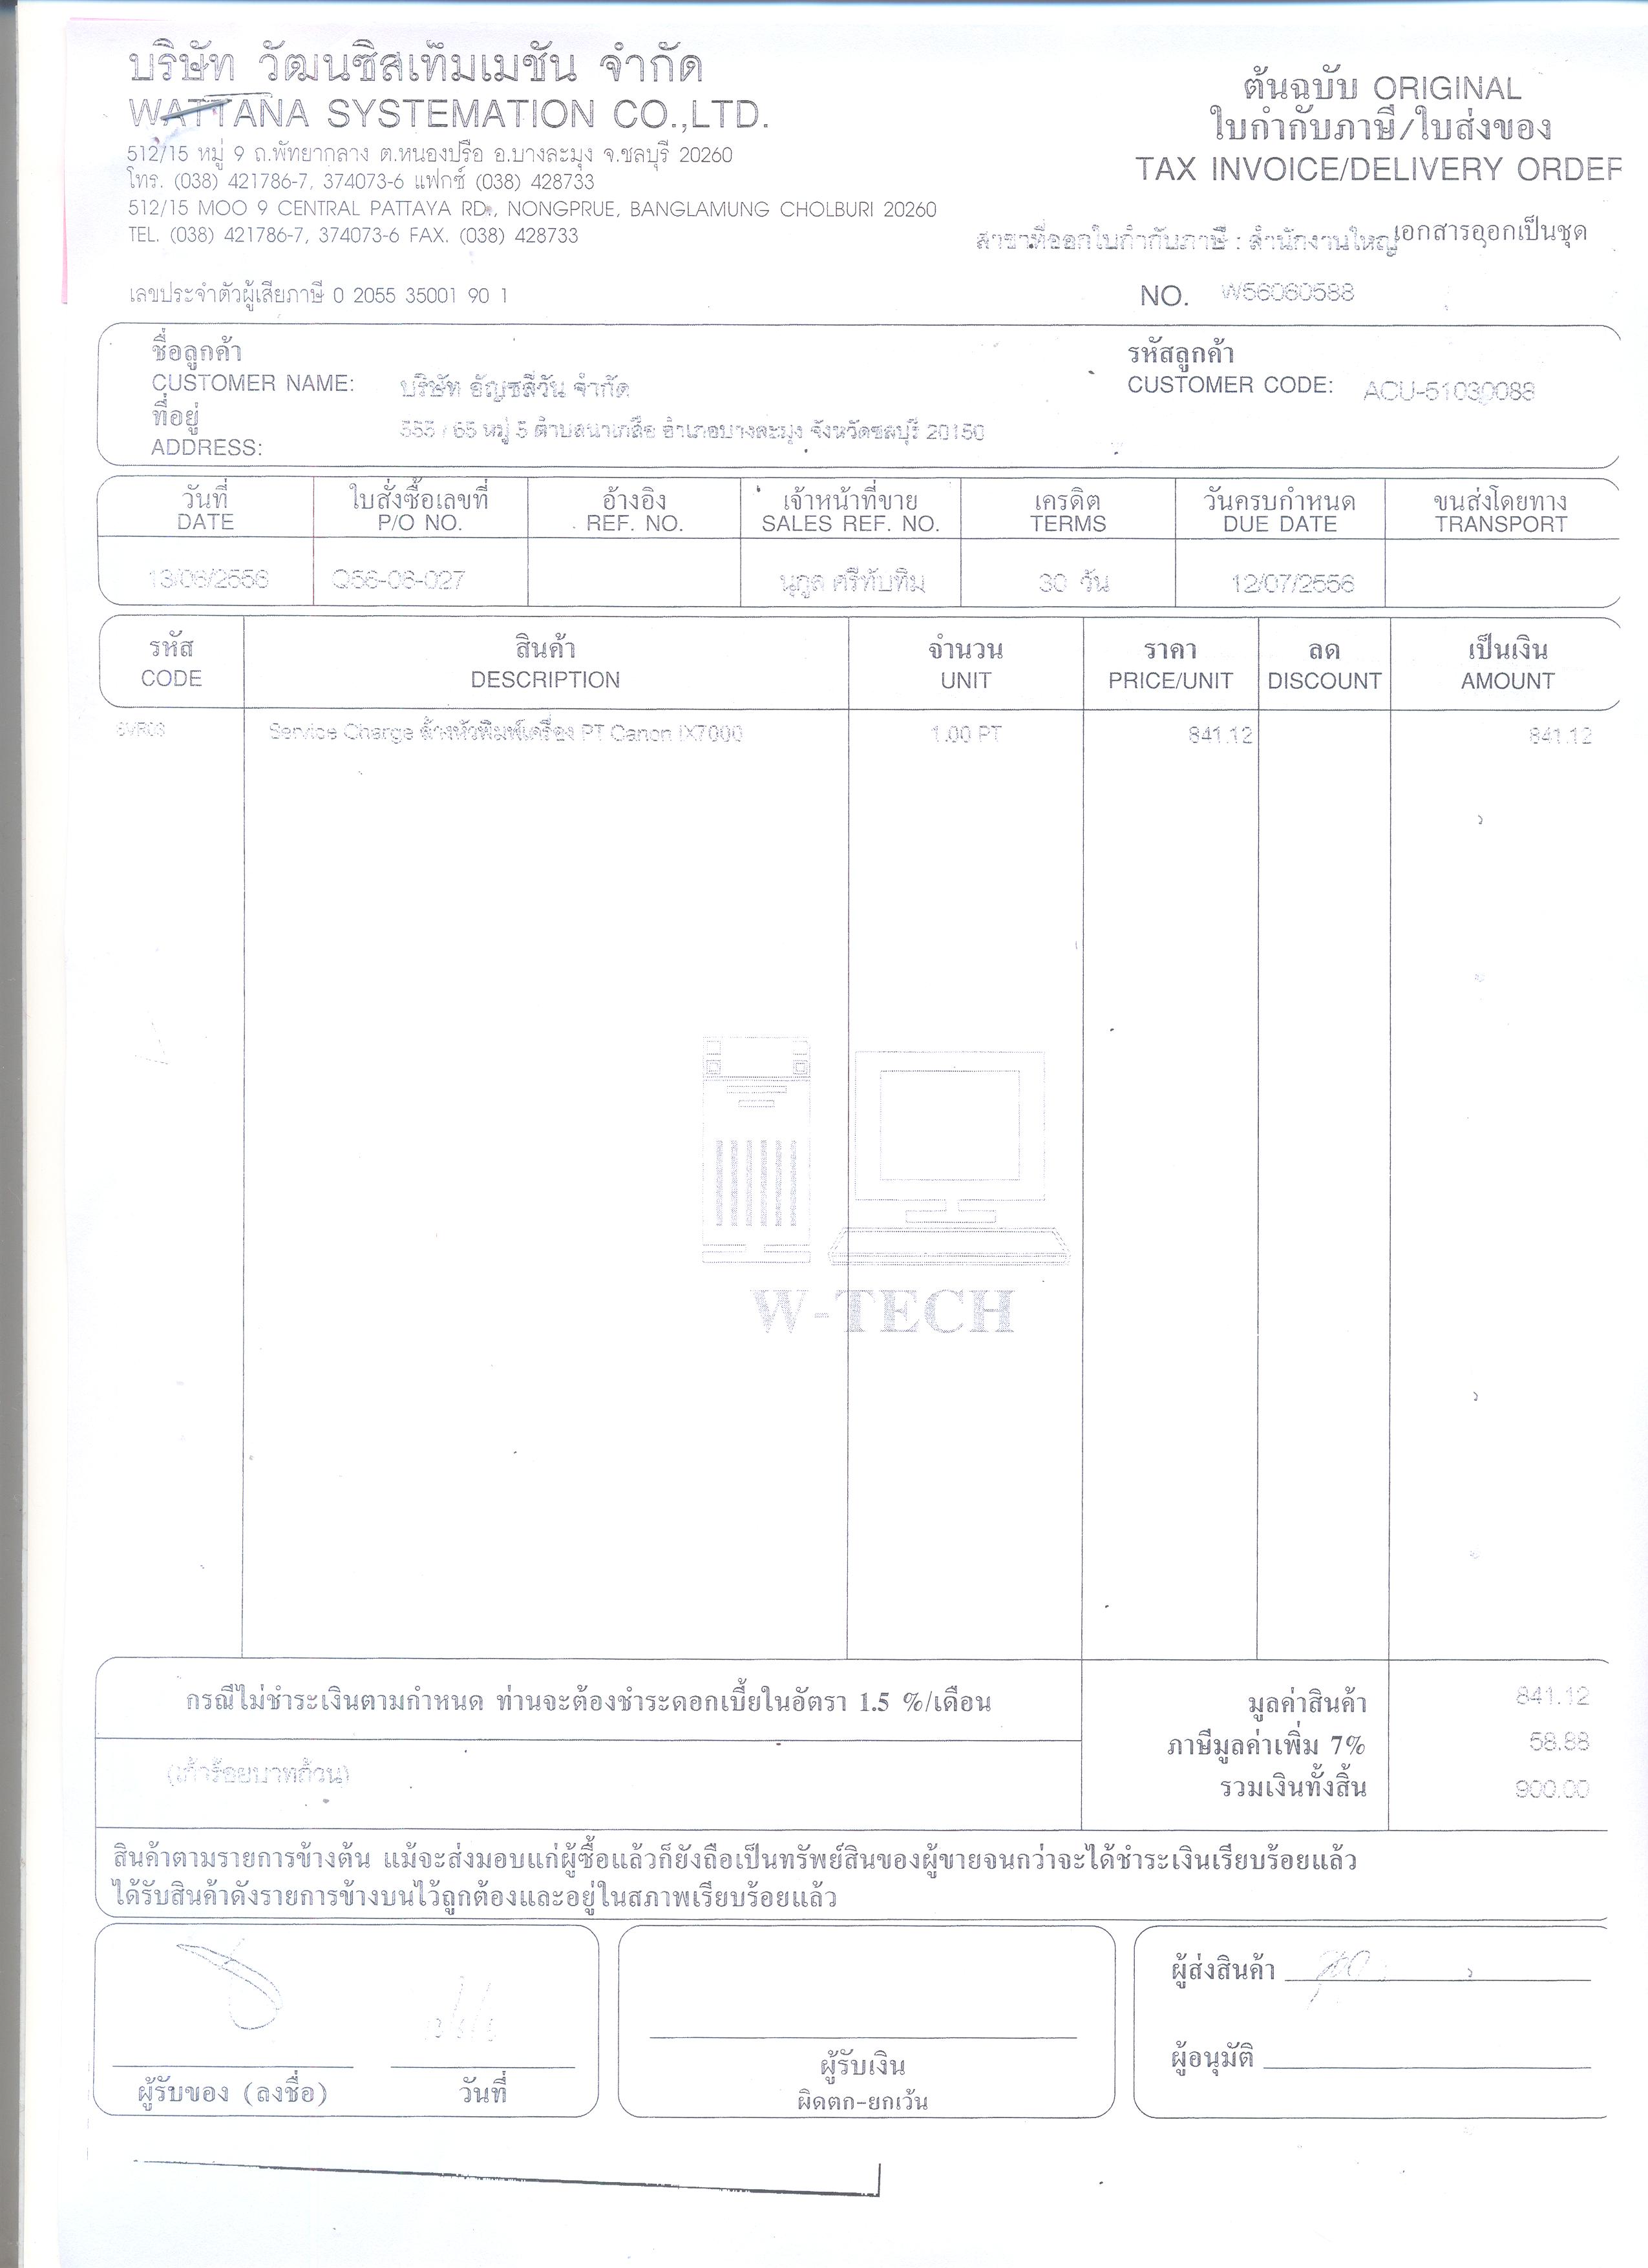 บริษัท วัฒนซิสเท็มเมชัน จำกัด
WATTANA SYSTEMATION CO.,LTD.
512/15 หมู่ 9 ถ.พัทยากลาง ต.หนองปรือ อ.บางละมุง จ.ชลบุรี 20260
โทร. (038) 421786-7, 374073-6 แฟกซ์ (038) 428733
512/15 MOO 9 CENTRAL PATTAYA RD., NONGPRUE, BANGLAMUNG CHOLBURI 20260
TEL. (038) 421786-7, 374073-6 FAX. (038) 428733
เลขประจำตัวผู้เสียภาษี 0 2055 35001 90 1
ต้นฉบับ ORIGINAL
ใบกำกับภาษี/ใบส่งของ
TAX INVOICE/DELIVERY ORDER
สาขาที่ออกใบกำกับภาษี : สำนักงานใหญ่ เอกสารออกเป็นชุด
NO. W56060588
ชื่อลูกค้า
CUSTOMER NAME: บริษัท ธัญชลีวัน จำกัด
ที่อยู่
ADDRESS: 555 / 65 หมู่ 5 ตำบลนาเกลือ อำเภอบางละมุง จังหวัดชลบุรี 20150
รหัสลูกค้า
CUSTOMER CODE: ACU-51030088
วันที่ ใบสั่งซื้อเลขที่ อ้างอิง เจ้าหน้าที่ขาย เครดิต วันครบกำหนด ขนส่งโดยทาง
DATE P/O NO. REF. NO. SALES REF. NO. TERMS DUE DATE TRANSPORT
13/06/2556 Q56-06-027 นุกูล ศรีทับทิม 30 วัน 12/07/2556
รหัส สินค้า จำนวน ราคา ลด เป็นเงิน
CODE DESCRIPTION UNIT PRICE/UNIT DISCOUNT AMOUNT
SVR03 Service Charge ล้างหัวพิมพ์เครื่อง PT Canon IX7000 1.00 PT 841.12 841.12
W-TECH
กรณีไม่ชำระเงินตามกำหนด ท่านจะต้องชำระดอกเบี้ยในอัตรา 1.5 %/เดือน
(เก้าร้อยบาทถ้วน)
มูลค่าสินค้า 841.12
ภาษีมูลค่าเพิ่ม 7% 58.88
รวมเงินทั้งสิ้น 900.00
สินค้าตามรายการข้างต้น แม้จะส่งมอบแก่ผู้ซื้อแล้วก็ยังถือเป็นทรัพย์สินของผู้ขายจนกว่าจะได้ชำระเงินเรียบร้อยแล้ว
ได้รับสินค้าดังรายการข้างบนไว้ถูกต้องและอยู่ในสภาพเรียบร้อยแล้ว
ผู้รับของ (ลงชื่อ) วันที่
ผู้รับเงิน
ผิดตก-ยกเว้น
ผู้ส่งสินค้า
ผู้อนุมัติ